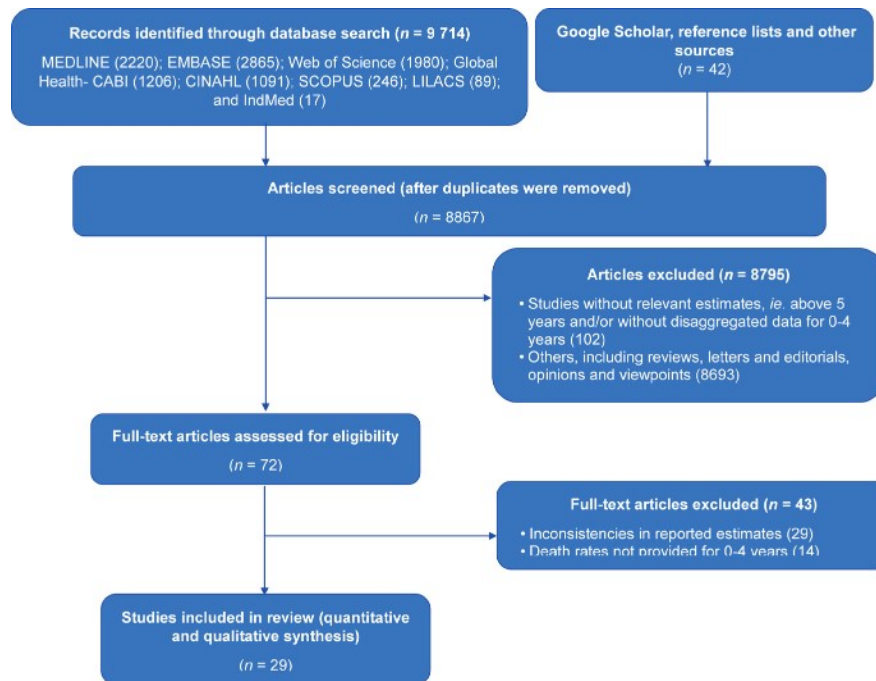 Records identified through database search (n = 9 714)
MEDLINE (2220); EMBASE (2865); Web of Science (1980); Global
Health- CABI (1206); CINAHL (1091); SCOPUS (246); LILACS (89);
and IndMed (17)
Google Scholar, reference lists and other
sources
(n = 42)
Articles screened (after duplicates were removed)
(n = 8867)
Articles excluded (n = 8795)
• Studies without relevant estimates, ie. above 5
years and/or without disaggregated data for 0-4
years (102)
• Others, including reviews, letters and editorials,
opinions and viewpoints (8693)
Full-text articles assessed for eligibility
(n = 72)
Full-text articles excluded (n = 43)
• Inconsistencies in reported estimates (29)
• Death rates not provided for 0-4 years (14)
Studies included in review (quantitative
and qualitative synthesis)
(n = 29)